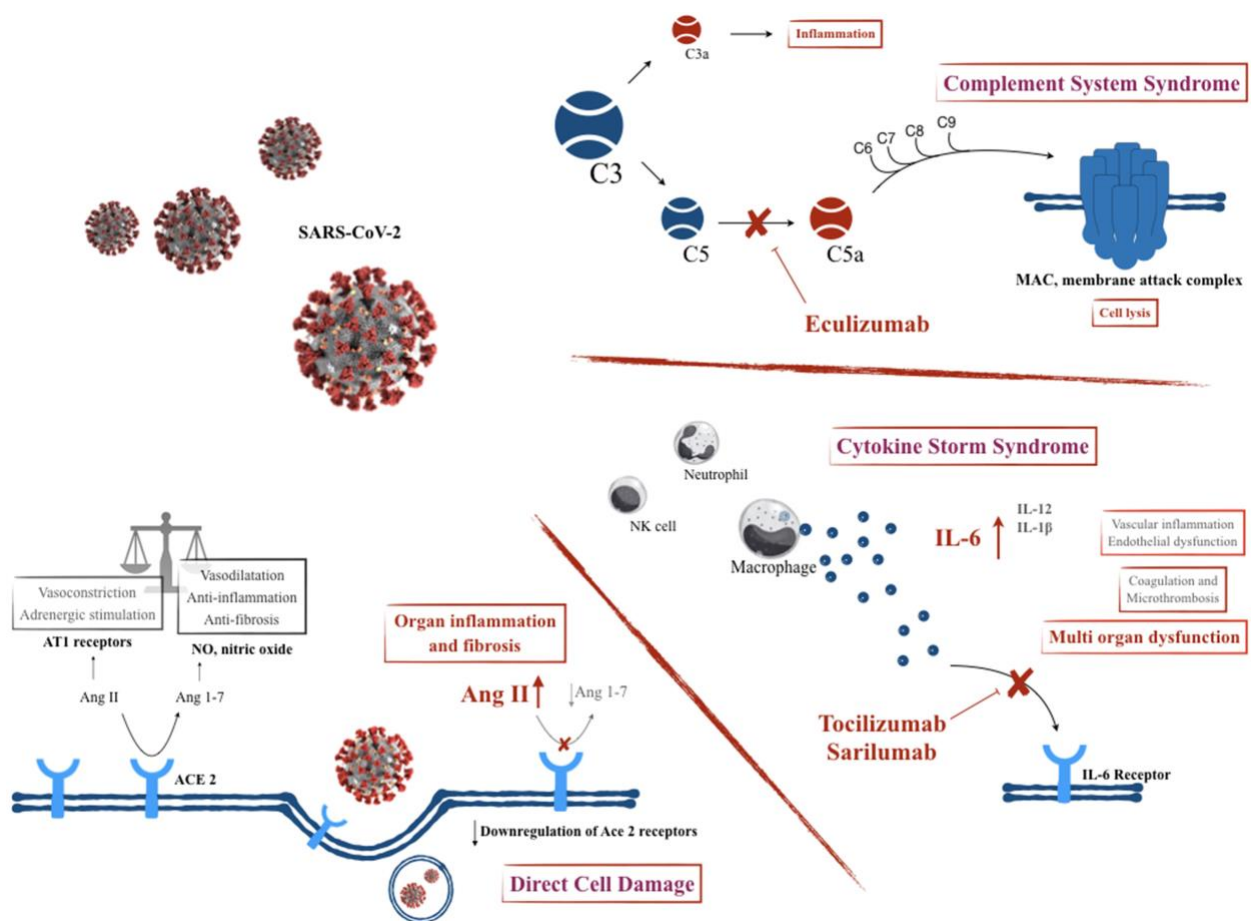 C3a
Inflammation
Complement System Syndrome
C3
C6
C7
C8
C9
C5
C5a
MAC, membrane attack complex
Cell lysis
Eculizumab
SARS-CoV-2
Cytokine Storm Syndrome
Neutrophil
NK cell
Macrophage
IL-6
IL-12
IL-1β
Vascular inflammation
Endothelial dysfunction
Coagulation and
Microthrombosis
Multi organ dysfunction
Tocilizumab
Sarilumab
IL-6 Receptor
Vasoconstriction
Adrenergic stimulation
AT1 receptors
Ang II
Vasodilatation
Anti-inflammation
Anti-fibrosis
NO, nitric oxide
Ang 1-7
ACE 2
Organ inflammation
and fibrosis
Ang II
Ang 1-7
Downregulation of Ace 2 receptors
Direct Cell Damage